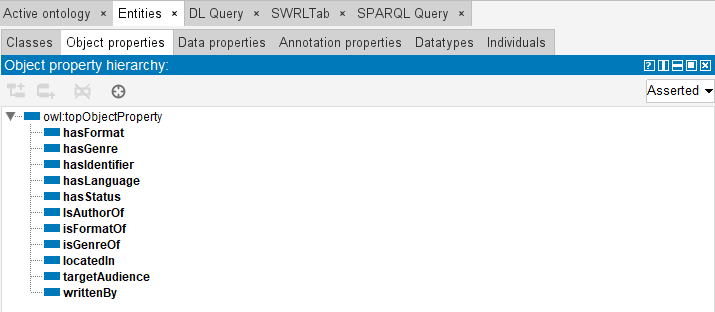 Active ontology × Entities × DL Query × SWRLTab × SPARQL Query ×
Classes Object properties Data properties Annotation properties Datatypes Individuals
Object property hierarchy:
Asserted
owl:topObjectProperty
hasFormat
hasGenre
hasIdentifier
hasLanguage
hasStatus
IsAuthorOf
isFormatOf
isGenreOf
locatedIn
targetAudience
writtenBy